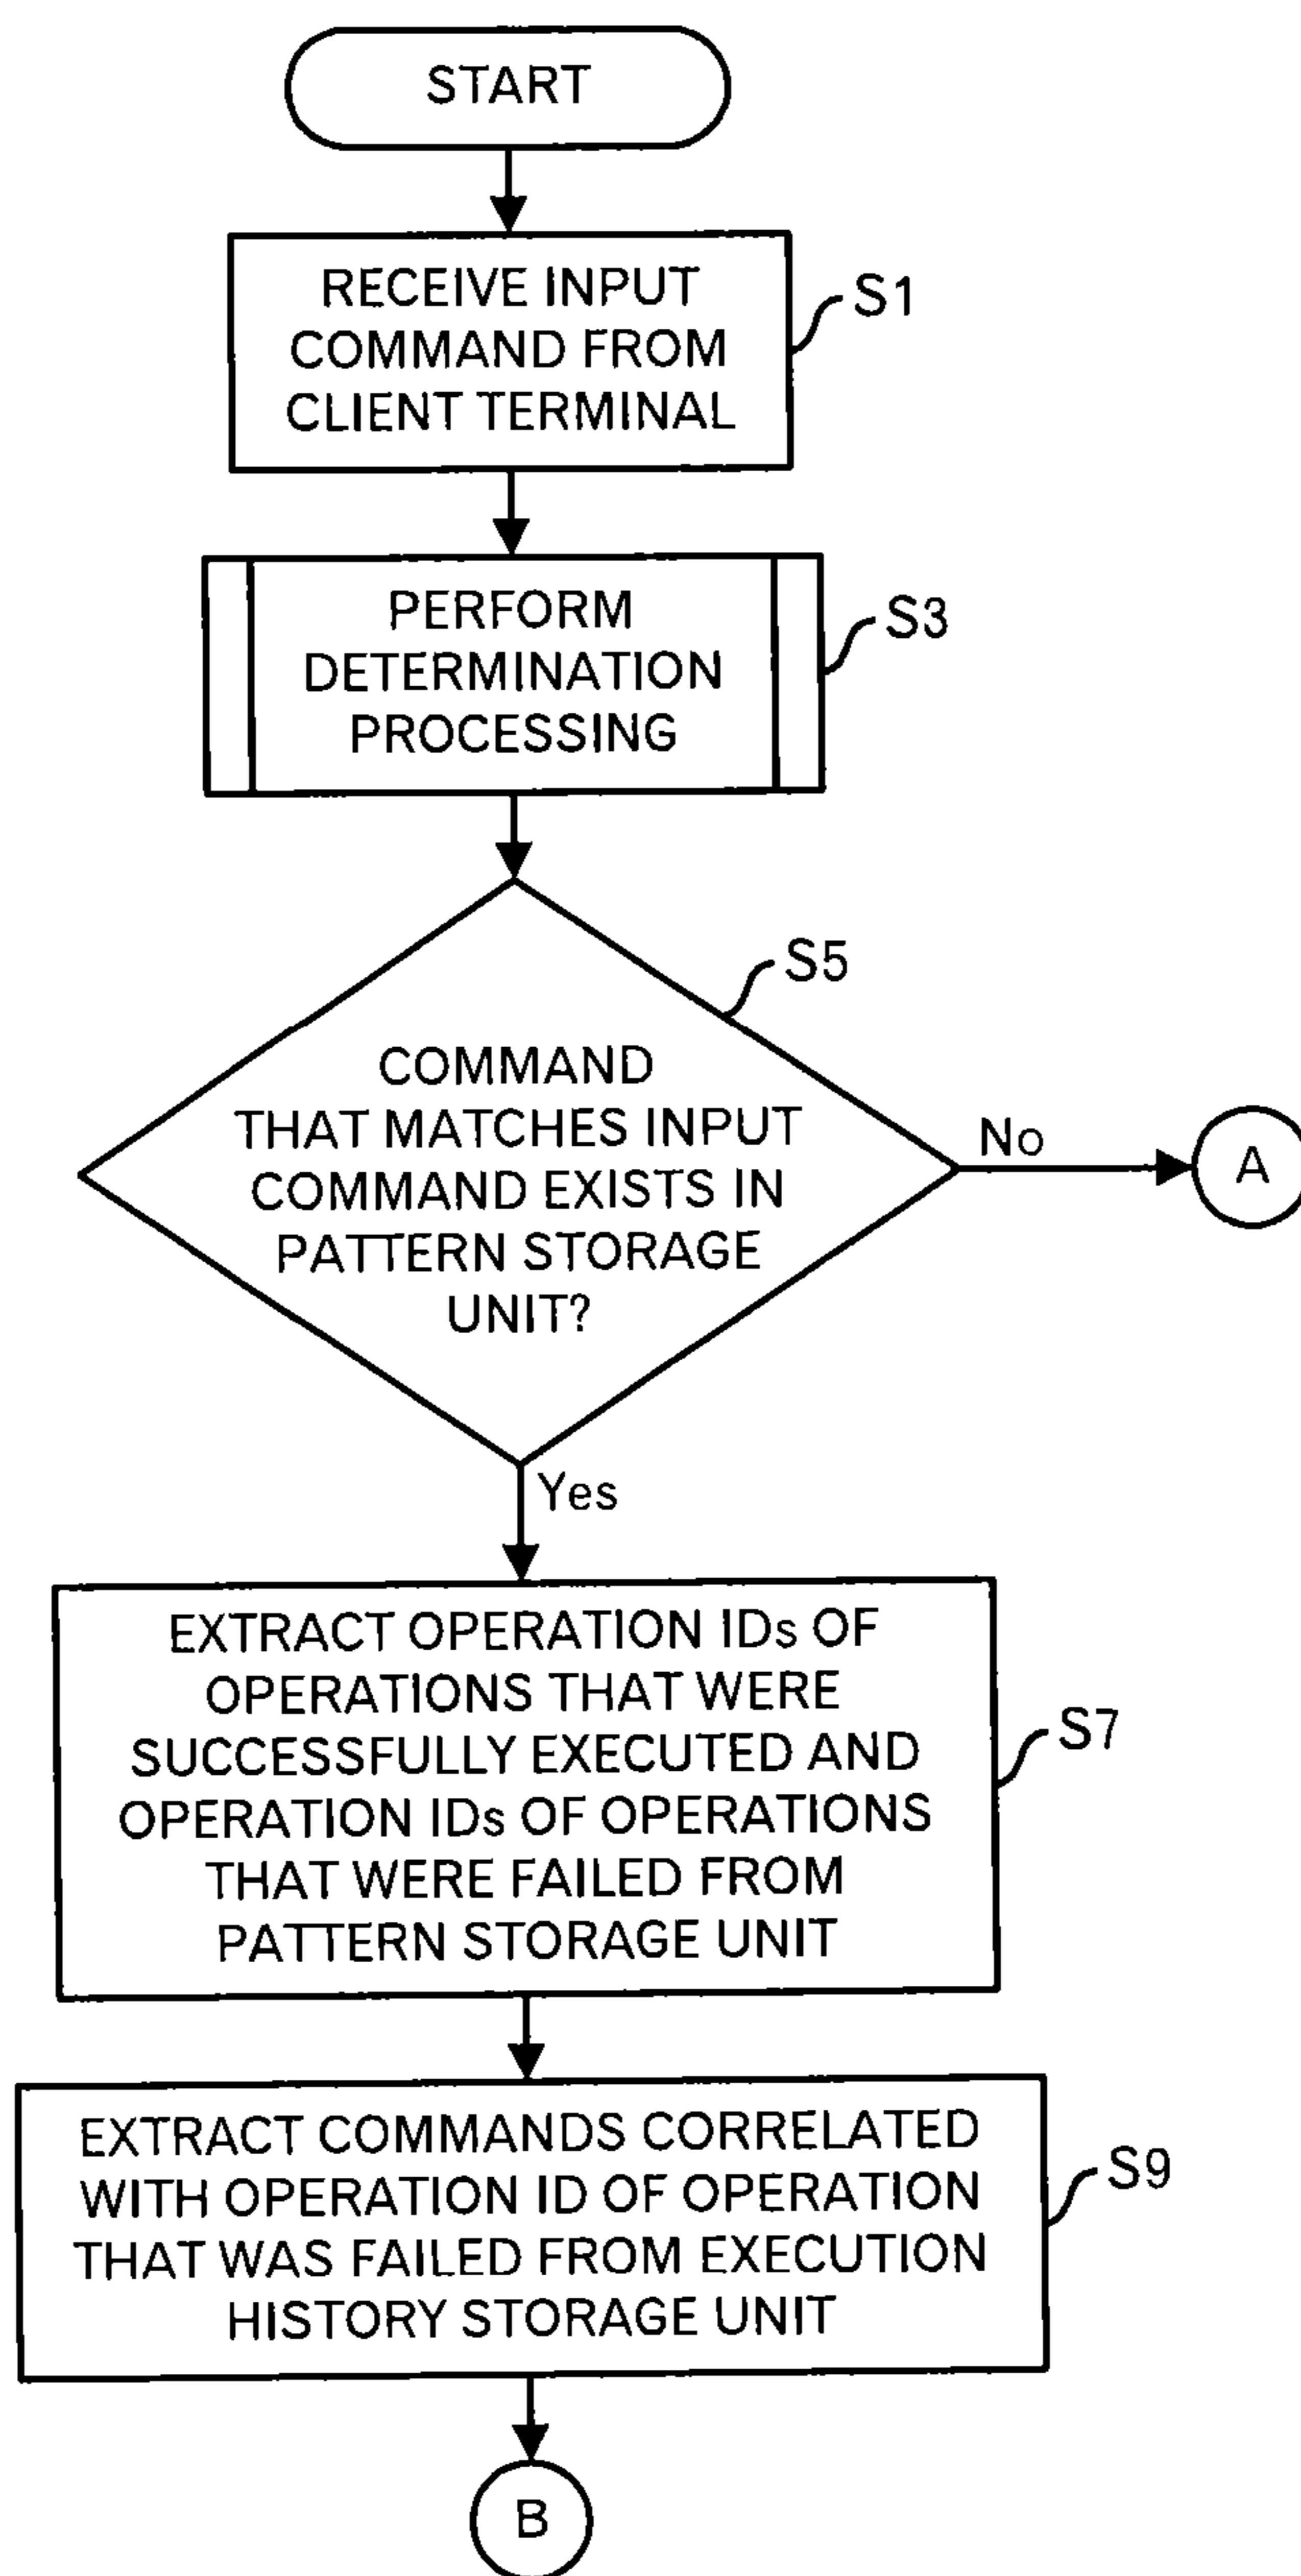 START
RECEIVE INPUT
COMMAND FROM
CLIENT TERMINAL
S1
PERFORM
DETERMINATION
PROCESSING
S3
S5
COMMAND
THAT MATCHES INPUT
COMMAND EXISTS IN
PATTERN STORAGE
UNIT?
No
A
Yes
EXTRACT OPERATION IDs OF
OPERATIONS THAT WERE
SUCCESSFULLY EXECUTED AND
OPERATION IDs OF OPERATIONS
THAT WERE FAILED FROM
PATTERN STORAGE UNIT
S7
EXTRACT COMMANDS CORRELATED
WITH OPERATION ID OF OPERATION
THAT WAS FAILED FROM EXECUTION
HISTORY STORAGE UNIT
S9
B